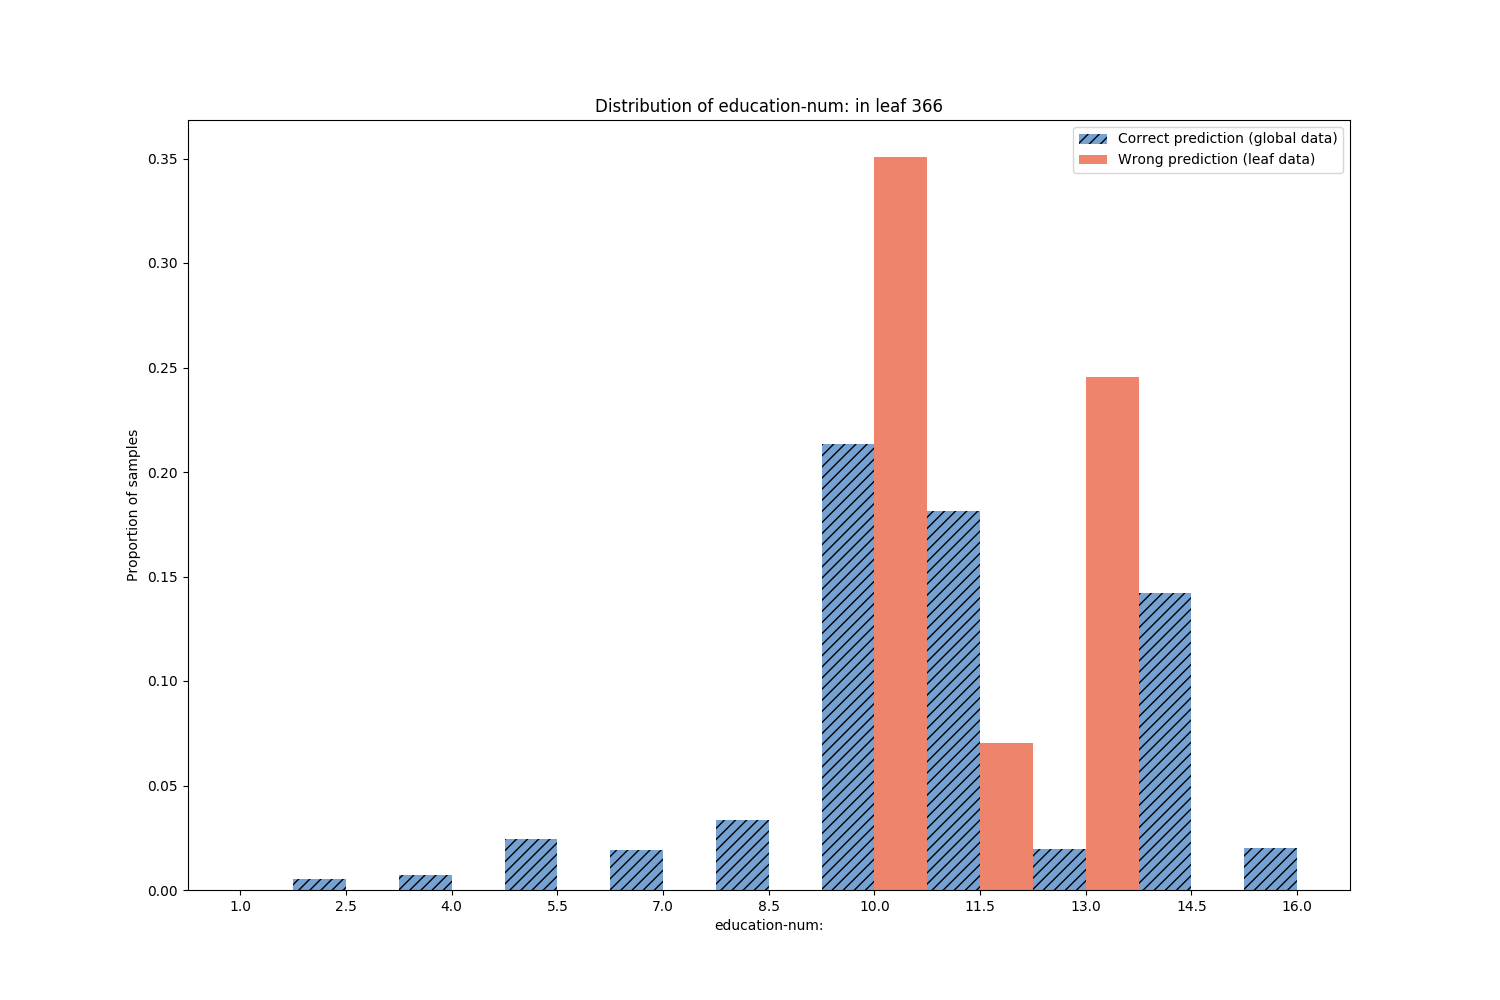 Distribution of education-num: in leaf 366
Correct prediction (global data)
Wrong prediction (leaf data)
0.35
0.30
0.25
0.20
0.15
0.10
0.05
0.00
Proportion of samples
1.0 2.5 4.0 5.5 7.0 8.5 10.0 11.5 13.0 14.5 16.0
education-num: